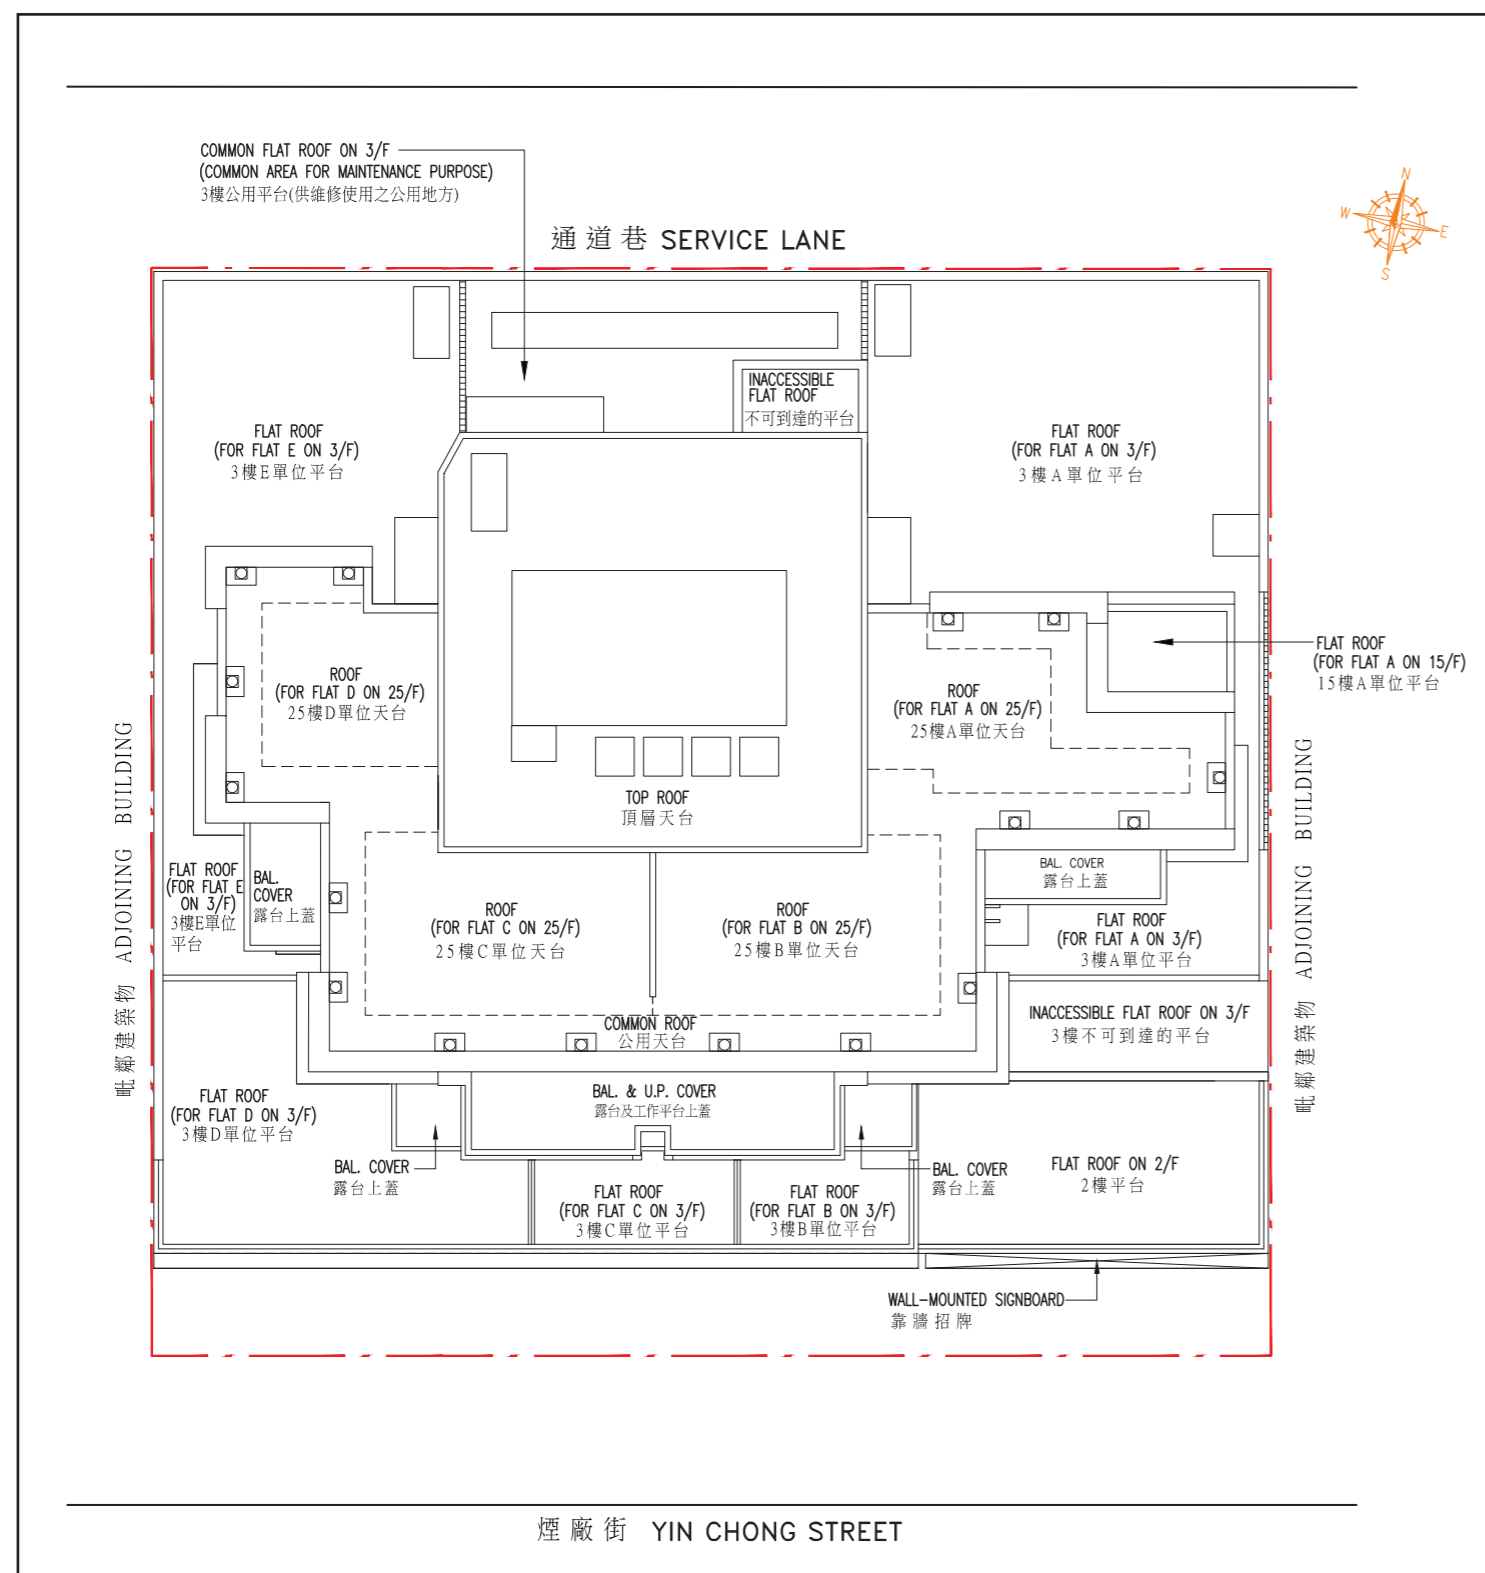 COMMON FLAT ROOF ON 3/F
(COMMON AREA FOR MAINTENANCE PURPOSE)
3樓公用平台(供維修使用之公用地方)
N
W
E
S
通道巷 SERVICE LANE
INACCESSIBLE
FLAT ROOF
不可到達的平台
FLAT ROOF
(FOR FLAT E ON 3/F)
3樓E單位平台
FLAT ROOF
(FOR FLAT A ON 3/F)
3樓A單位平台
FLAT ROOF
(FOR FLAT A ON 15/F)
15樓A單位平台
ROOF
(FOR FLAT D ON 25/F)
25樓D單位天台
ROOF
(FOR FLAT A ON 25/F)
25樓A單位天台
TOP ROOF
頂層天台
毗鄰建築物 ADJOINING BUILDING
毗鄰建築物 ADJOINING BUILDING
FLAT ROOF
(FOR FLAT E
ON 3/F)
3樓E單位
平台
BAL.
COVER
露台上蓋
BAL. COVER
露台上蓋
ROOF
(FOR FLAT C ON 25/F)
25樓C單位天台
ROOF
(FOR FLAT B ON 25/F)
25樓B單位天台
FLAT ROOF
(FOR FLAT A ON 3/F)
3樓A單位平台
INACCESSIBLE FLAT ROOF ON 3/F
3樓不可到達的平台
COMMON ROOF
公用天台
FLAT ROOF
(FOR FLAT D ON 3/F)
3樓D單位平台
BAL. & U.P. COVER
露台及工作平台上蓋
BAL. COVER
露台上蓋
BAL. COVER
露台上蓋
FLAT ROOF ON 2/F
2樓平台
FLAT ROOF
(FOR FLAT C ON 3/F)
3樓C單位平台
FLAT ROOF
(FOR FLAT B ON 3/F)
3樓B單位平台
WALL-MOUNTED SIGNBOARD
靠牆招牌
煙廠街 YIN CHONG STREET